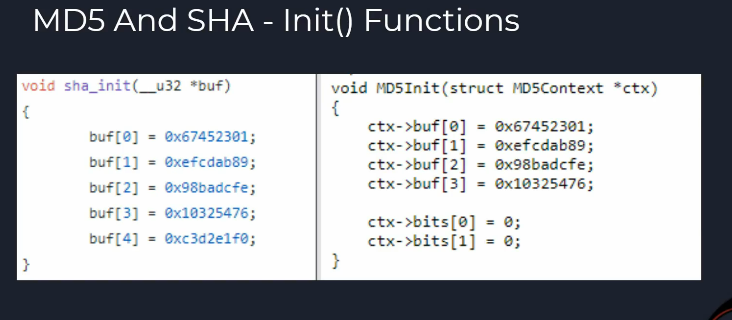 MD5 And SHA - Init() Functions
void sha_init(__u32 *buf)
{
buf[0] = 0x67452301;
buf[1] = 0xefcdab89;
buf[2] = 0x98badcfe;
buf[3] = 0x10325476;
buf[4] = 0xc3d2e1f0;
}
void MD5Init(struct MD5Context *ctx)
{
ctx->buf[0] = 0x67452301;
ctx->buf[1] = 0xefcdab89;
ctx->buf[2] = 0x98badcfe;
ctx->buf[3] = 0x10325476;
ctx->bits[0] = 0;
ctx->bits[1] = 0;
}